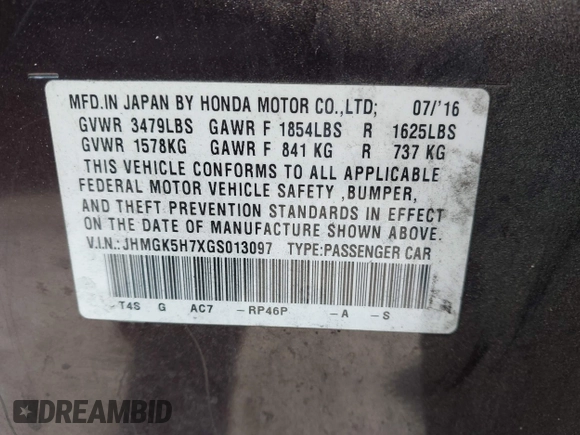 MFD.IN JAPAN BY HONDA MOTOR CO.,LTD; 07/'16
GVWR 3479LBS GAWR F 1854LBS R 1625LBS
GVWR 1578KG GAWR F 841 KG R 737 KG
THIS VEHICLE CONFORMS TO ALL APPLICABLE
FEDERAL MOTOR VEHICLE SAFETY ,BUMPER,
AND THEFT PREVENTION STANDARDS IN EFFECT
ON THE DATE OF MANUFACTURE SHOWN ABOVE.
V.I.N.:JHMGK5H7XGS013097 TYPE:PASSENGER CAR
T4S G AC7 -RP46P -A -S
DREAMBID